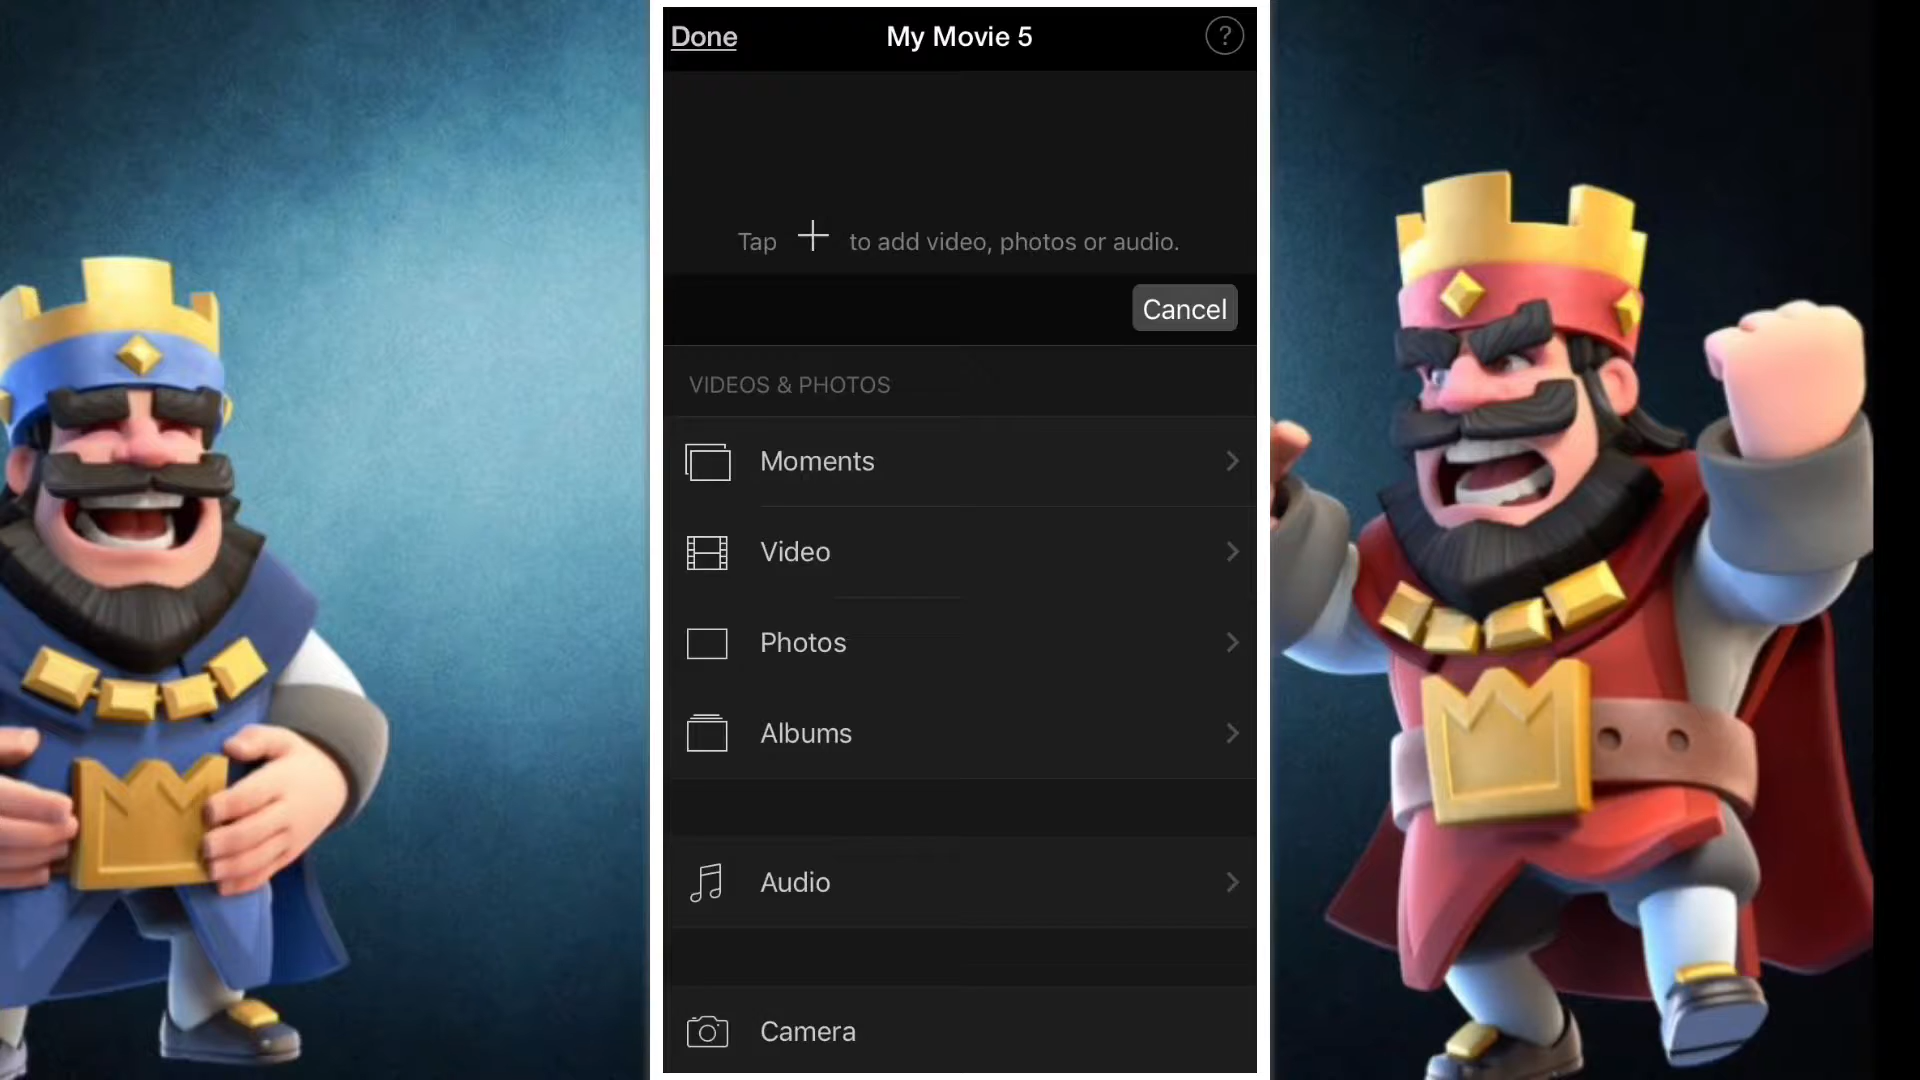 Done My Movie 5 ?
Tap + to add video, photos or audio.
Cancel
VIDEOS & PHOTOS
Moments
Video
Photos
Albums
Audio
Camera